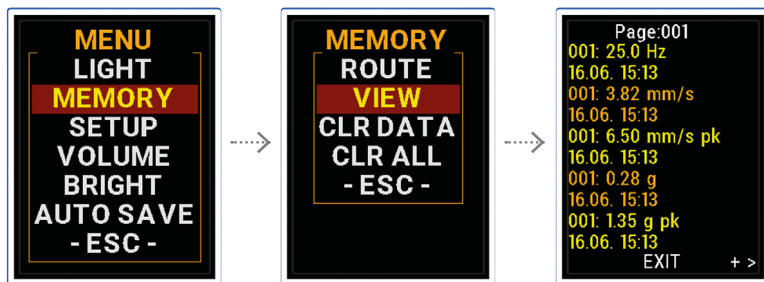 MENU
LIGHT
MEMORY
SETUP
VOLUME
BRIGHT
AUTO SAVE
- ESC -
MEMORY
ROUTE
VIEW
CLR DATA
CLR ALL
- ESC -
Page:001
001: 25.0 Hz
16.06. 15:13
001: 3.82 mm/s
16.06. 15:13
001: 6.50 mm/s pk
16.06. 15:13
001: 0.28 g
16.06. 15:13
001: 1.35 g pk
16.06. 15:13
EXIT + >